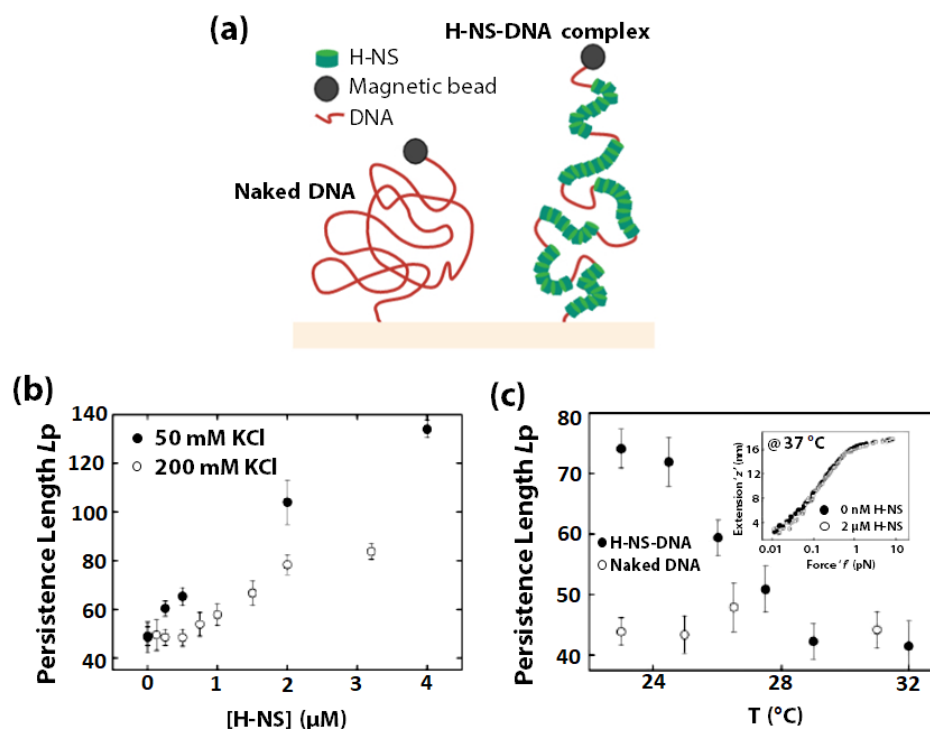 (a)
H-NS-DNA complex
H-NS
Magnetic bead
DNA
Naked DNA
(b)
Persistence Length Lp
140
120
100
80
60
40
50 mM KCl
200 mM KCl
0
1
2
3
4
[H-NS] (µM)
(c)
Persistence Length Lp
80
70
60
50
40
H-NS-DNA
Naked DNA
24
28
32
T (°C)
@ 37 °C
Extension 'z' (nm)
16
12
8
4
0 nM H-NS
2 µM H-NS
0.01
0.1
1
10
Force 'f' (pN)